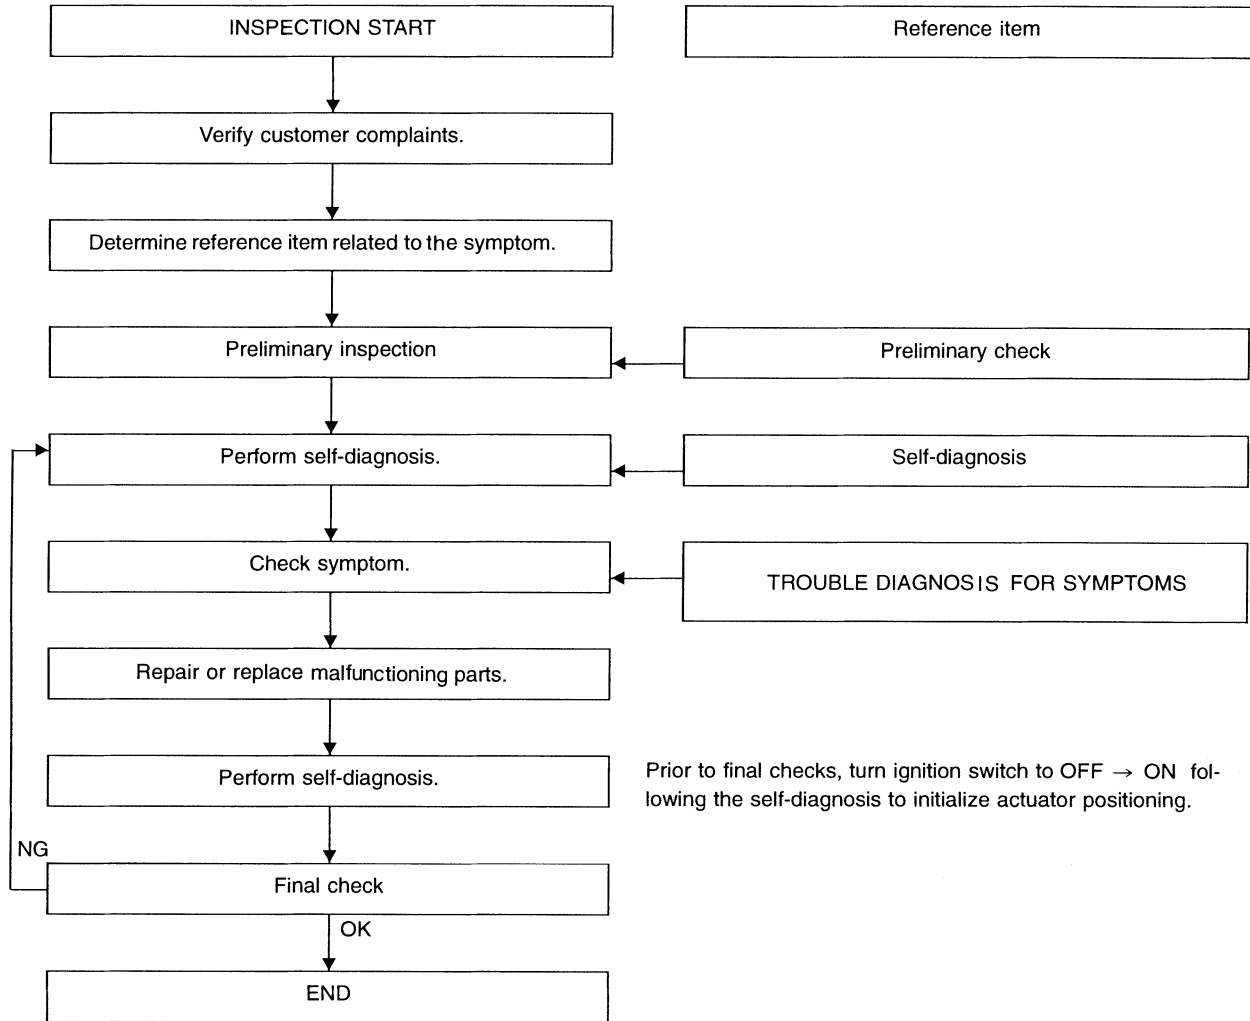 INSPECTION START
Reference item
Verify customer complaints.
Determine reference item related to the symptom.
Preliminary inspection
Preliminary check
Perform self-diagnosis.
Self-diagnosis
Check symptom.
TROUBLE DIAGNOSIS FOR SYMPTOMS
Repair or replace malfunctioning parts.
Perform self-diagnosis.
Prior to final checks, turn ignition switch to OFF → ON fol-
lowing the self-diagnosis to initialize actuator positioning.
NG
Final check
OK
END